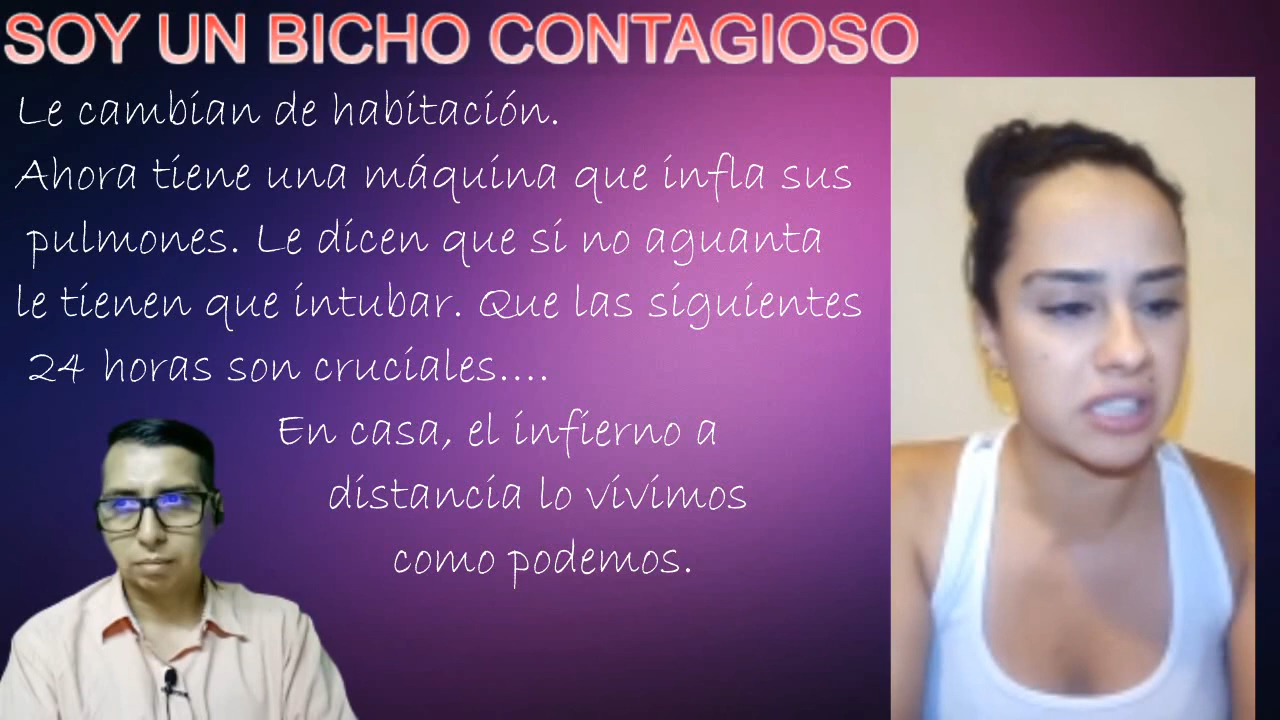 SOY UN BICHO CONTAGIOSO
Le cambian de habitación.
Ahora tiene una máquina que infla sus
pulmones. Le dicen que si no aguanta
le tienen que intubar. Que las siguientes
24 horas son cruciales....
En casa, el infierno a
distancia lo vivimos
como podemos.